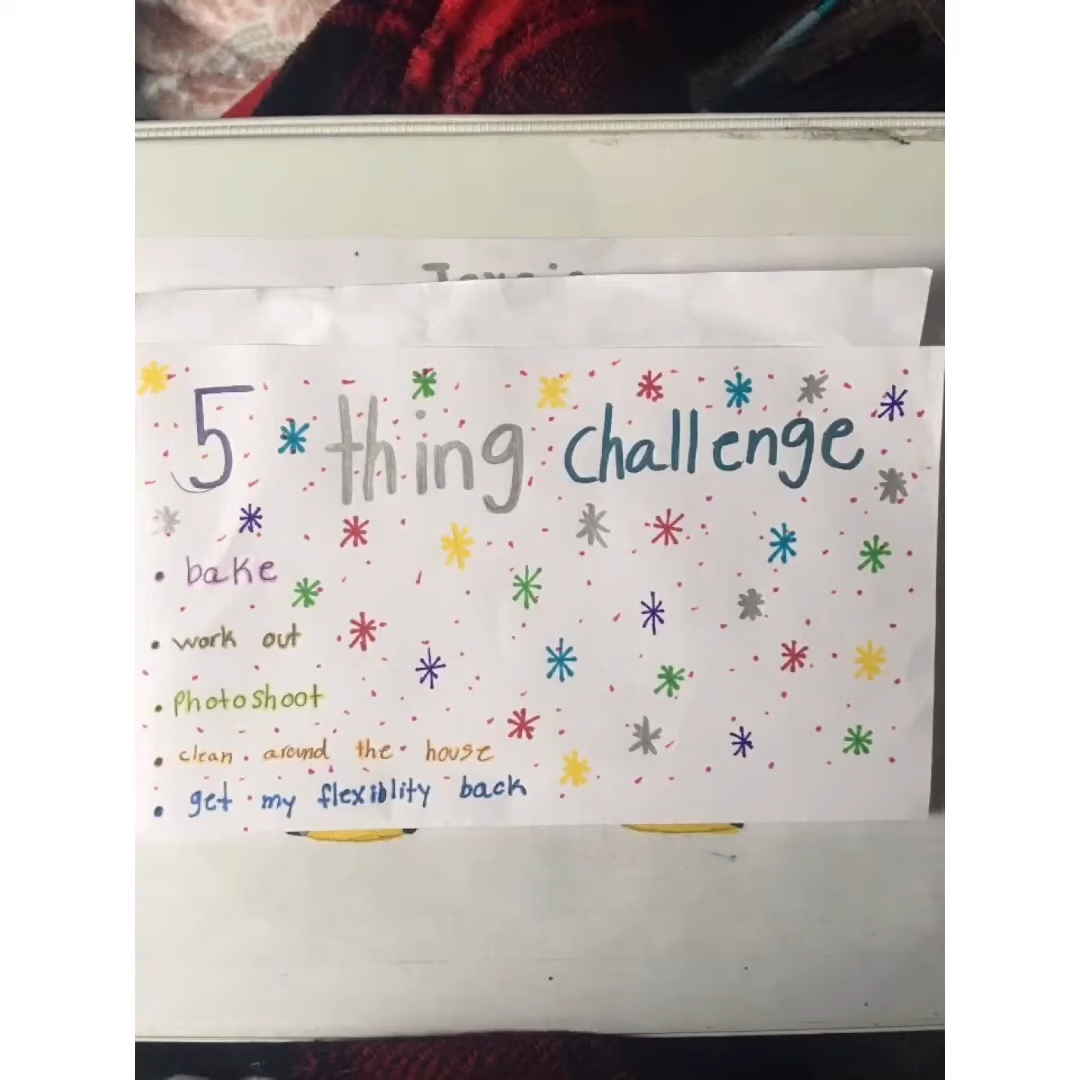 5 thing challenge
• bake
• work out
• photoshoot
• clean around the house
• get my flexiblity back